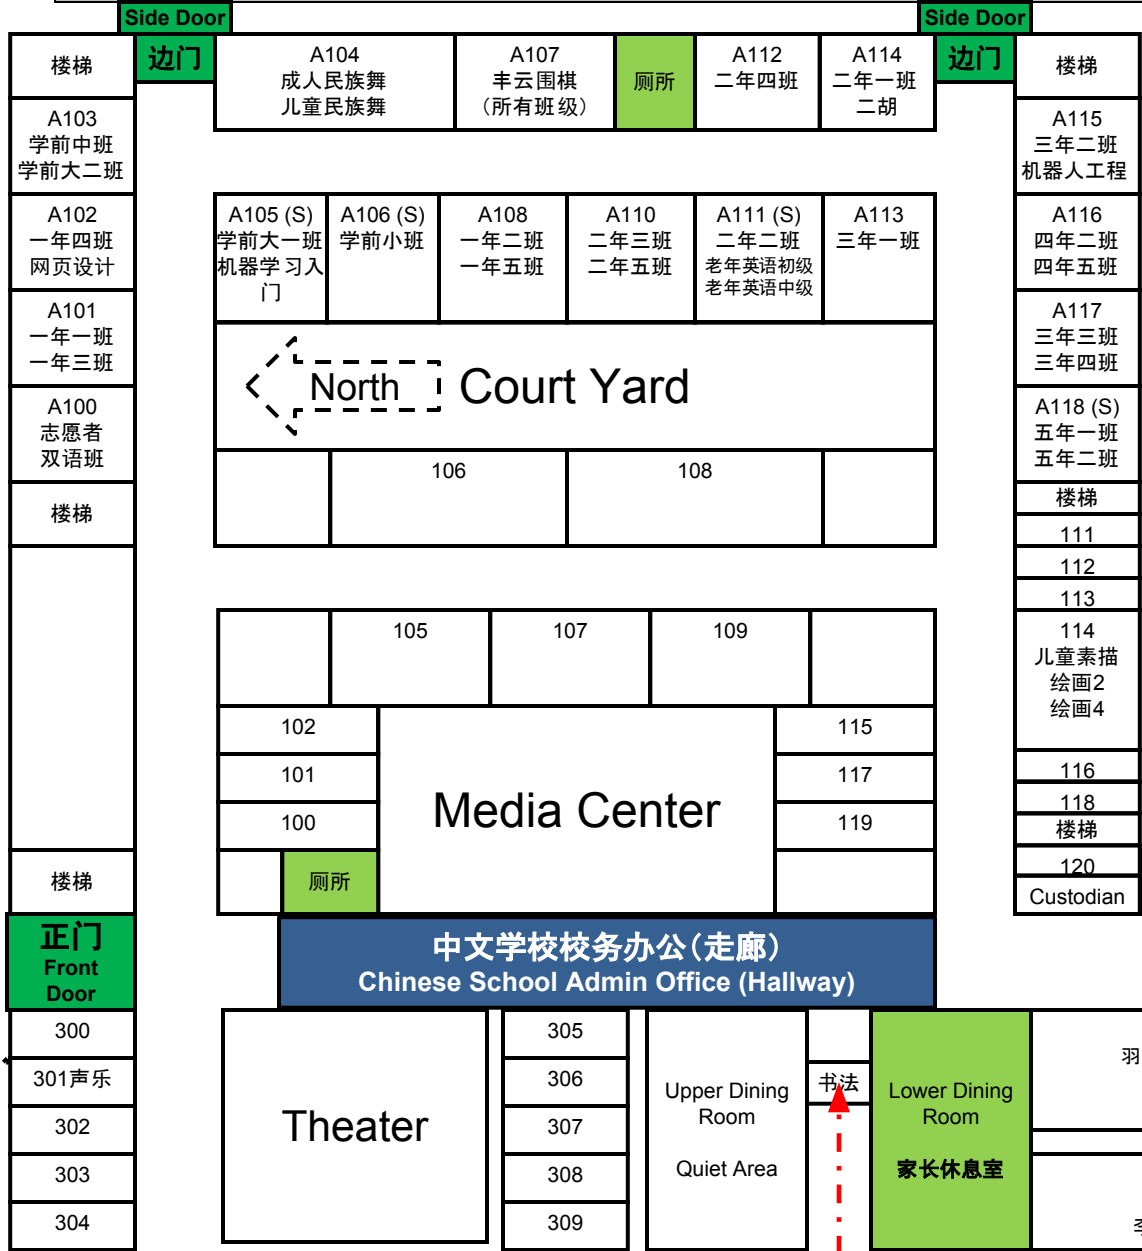 Side Door
Side Door
楼梯
边门
A104
成人民族舞
儿童民族舞
A107
丰云围棋
（所有班级）
厕所
A112
二年四班
A114
二年一班
二胡
边门
楼梯
A103
学前中班
学前大二班
A115
三年二班
机器人工程
A102
一年四班
网页设计
A105 (S)
学前大一班
机器学习入
门
A106 (S)
学前小班
A108
一年二班
一年五班
A110
二年三班
二年五班
A111 (S)
二年二班
老年英语初级
老年英语中级
A113
三年一班
A116
四年二班
四年五班
A101
一年一班
一年三班
North
Court Yard
A117
三年三班
三年四班
A100
志愿者
双语班
A118 (S)
五年一班
五年二班
楼梯
106
108
楼梯
111
112
113
105
107
109
114
儿童素描
绘画2
绘画4
102
101
100
Media Center
115
117
119
116
118
楼梯
120
Custodian
楼梯
厕所
正门
Front
Door
中文学校校务办公（走廊）
Chinese School Admin Office (Hallway)
300
301声乐
302
303
304
Theater
305
306
307
308
309
Upper Dining
Room
Quiet Area
书法
Lower Dining
Room
家长休息室
羽